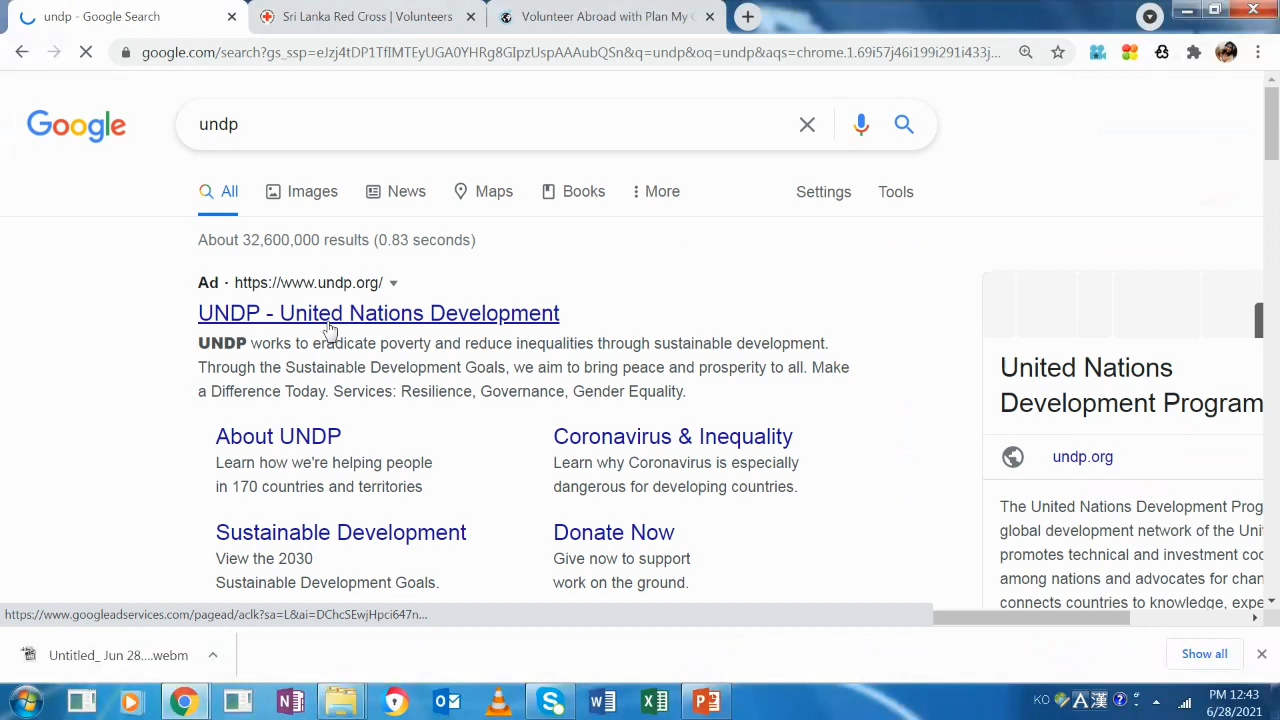 undp - Google Search
Sri Lanka Red Cross | Volunteers
Volunteer Abroad with Plan My
google.com/search?gs_ssp=eJzj4tDP1TfIMTEyUGA0YHRg8GIpzUspAAAubQSn&q=undp&oq=undp&aqs=chrome.1.69i57j46i199i291i433j...
Google
undp
All Images News Maps Books More Settings Tools
About 32,600,000 results (0.83 seconds)
Ad · https://www.undp.org/
UNDP - United Nations Development
UNDP works to eradicate poverty and reduce inequalities through sustainable development.
Through the Sustainable Development Goals, we aim to bring peace and prosperity to all. Make
a Difference Today. Services: Resilience, Governance, Gender Equality.
About UNDP
Learn how we're helping people
in 170 countries and territories
Coronavirus & Inequality
Learn why Coronavirus is especially
dangerous for developing countries.
Sustainable Development
View the 2030
Sustainable Development Goals.
Donate Now
Give now to support
work on the ground.
United Nations
Development Program
undp.org
The United Nations Development Prog
global development network of the Uni
promotes technical and investment coo
among nations and advocates for chan
connects countries to knowledge, expe
https://www.googleadservices.com/pagead/aclk?sa=L&ai=DChcSEwjHpci647n...
Untitled_ Jun 28....webm
Show all
KO A 漢
PM 12:43
6/28/2021